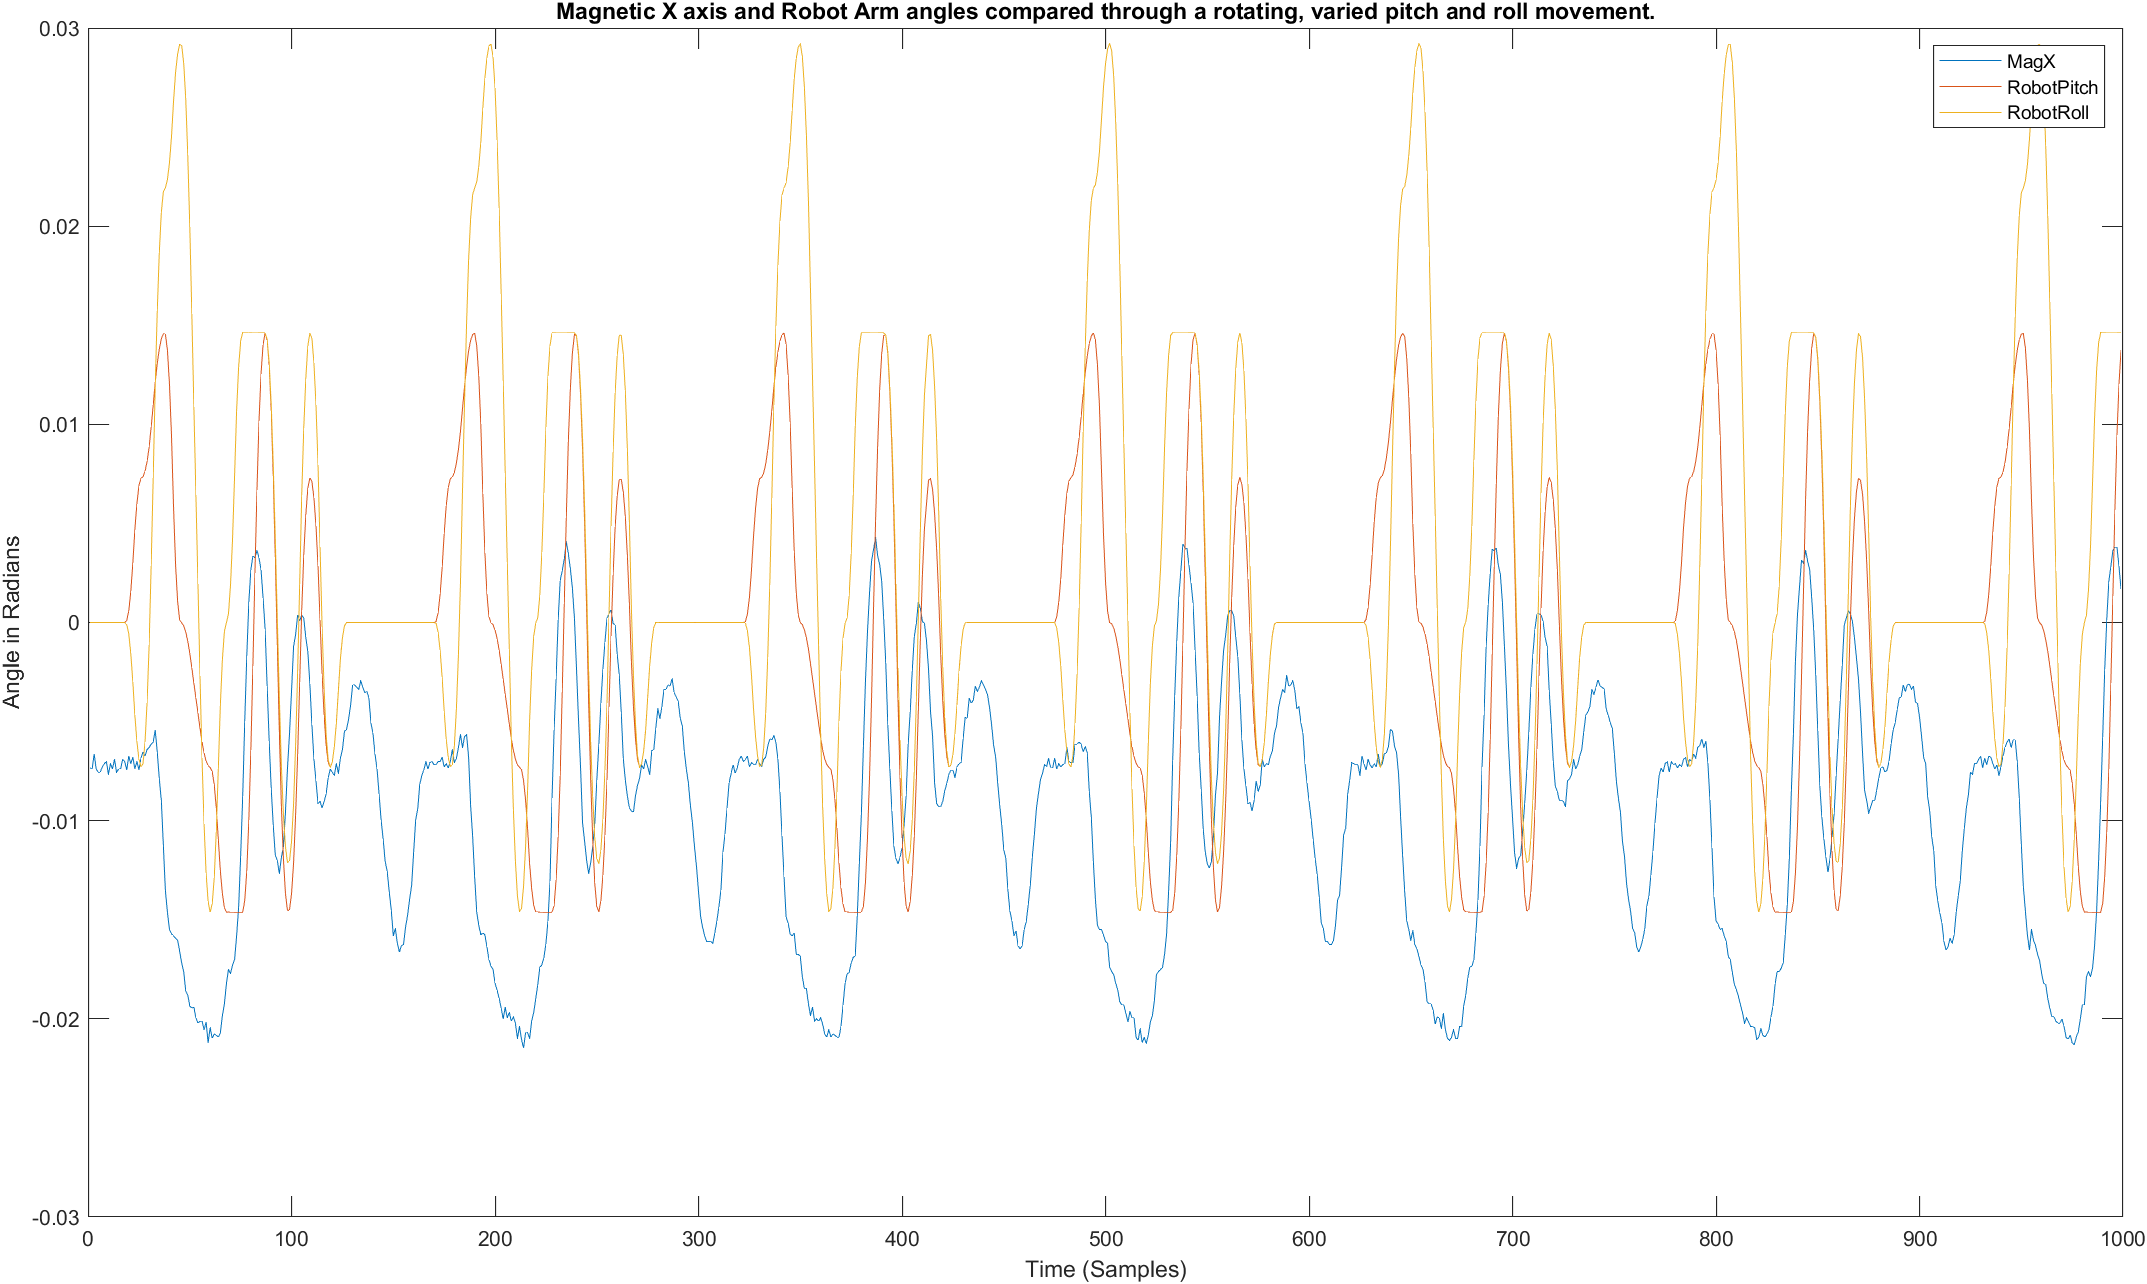 Magnetic X axis and Robot Arm angles compared through a rotating, varied pitch and roll movement.
MagX
RobotPitch
RobotRoll
Angle in Radians
0.03
0.02
0.01
0
-0.01
-0.02
-0.03
0 100 200 300 400 500 600 700 800 900 1000
Time (Samples)